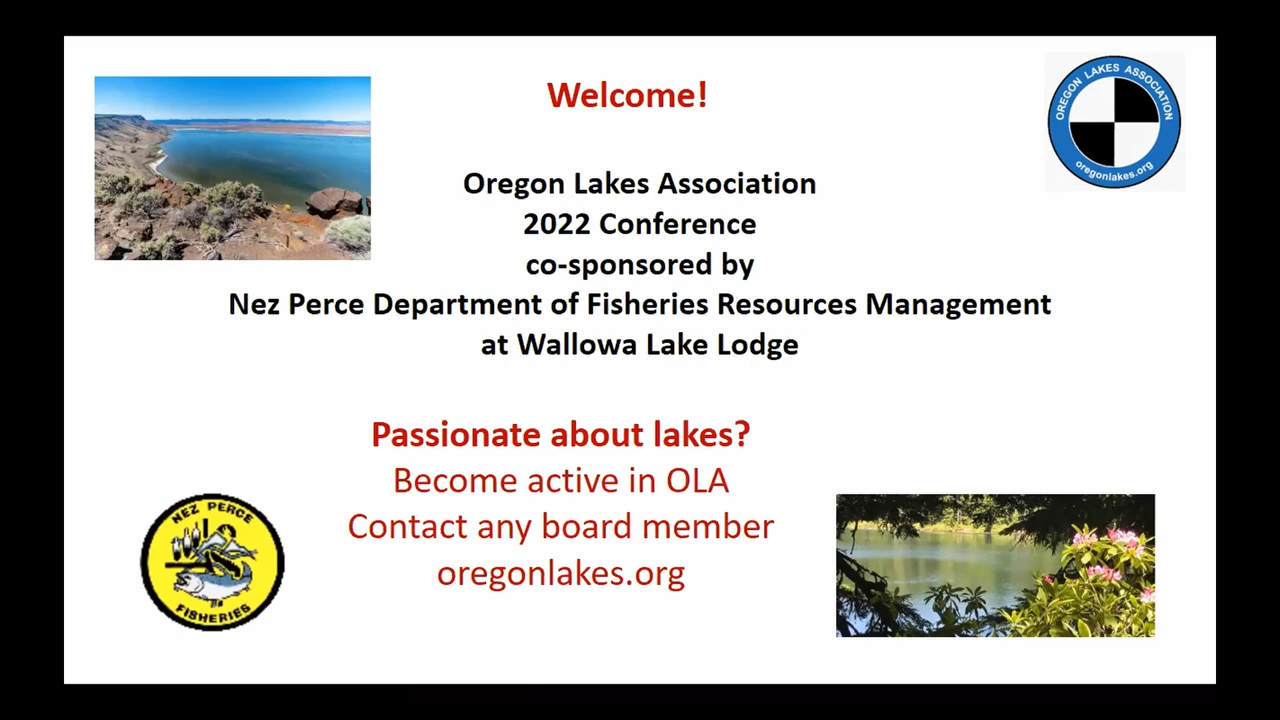 Welcome!
OREGON LAKES ASSOCIATION
oregonlakes.org
Oregon Lakes Association
2022 Conference
co-sponsored by
Nez Perce Department of Fisheries Resources Management
at Wallowa Lake Lodge
Passionate about lakes?
Become active in OLA
Contact any board member
oregonlakes.org
NEZ PERCE
FISHERIES